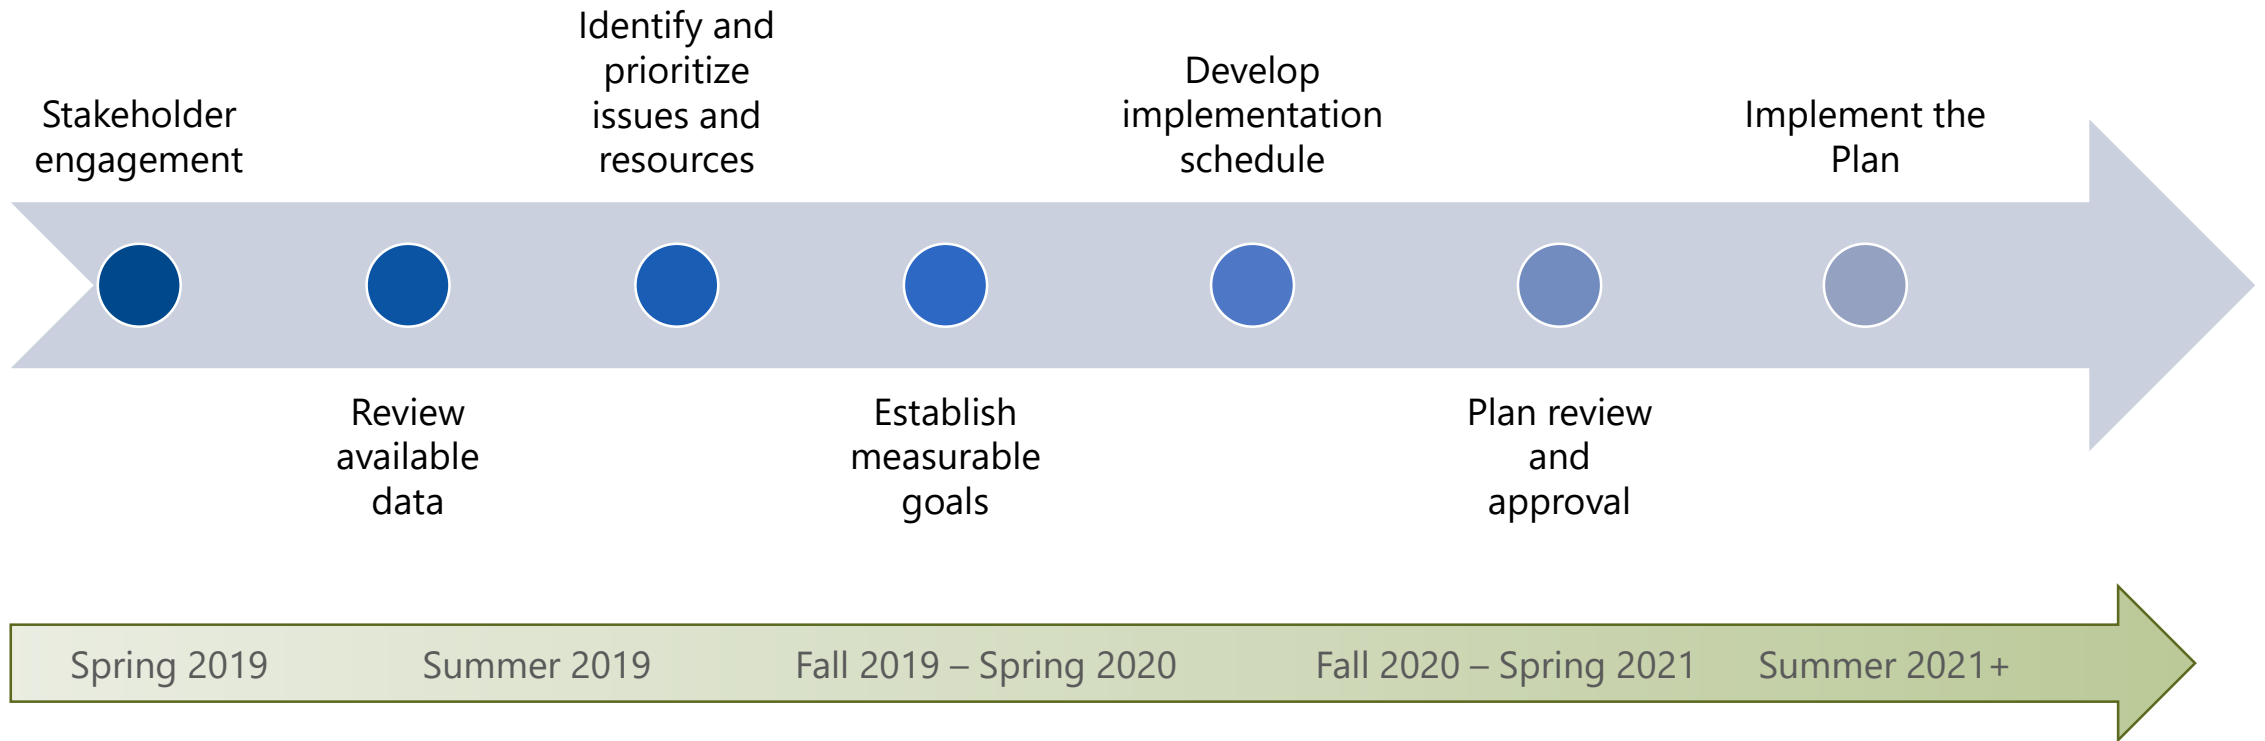 Stakeholder
engagement
Review
available
data
Identify and
prioritize
issues and
resources
Establish
measurable
goals
Develop
implementation
schedule
Plan review
and
approval
Implement the
Plan
Spring 2019
Summer 2019
Fall 2019 – Spring 2020
Fall 2020 – Spring 2021
Summer 2021+